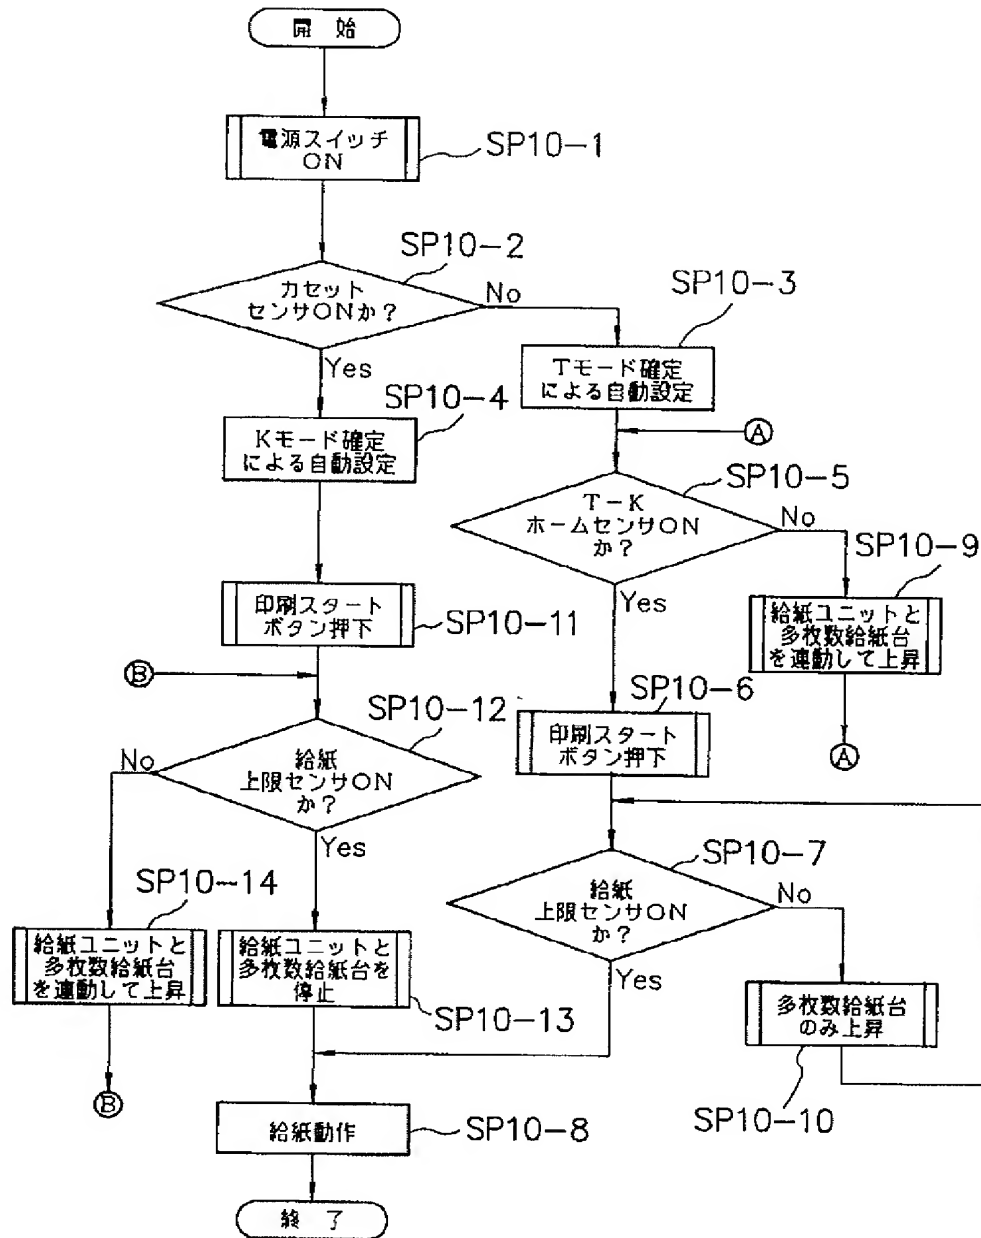 開 始
電源スイッチ
ON
SP10-1
SP10-2
カセット
センサONか？
No
Yes
SP10-3
Tモード確定
による自動設定
SP10-4
Kモード確定
による自動設定
A
SP10-5
T-K
ホームセンサON
か？
No
Yes
SP10-9
給紙ユニットと
多枚数給紙台
を連動して上昇
A
印刷スタート
ボタン押下
SP10-11
B
SP10-6
印刷スタート
ボタン押下
SP10-12
給紙
上限センサON
か？
No
Yes
SP10-7
給紙
上限センサON
か？
No
Yes
SP10-14
給紙ユニットと
多枚数給紙台
を連動して上昇
B
給紙ユニットと
多枚数給紙台を
停止
SP10-13
多枚数給紙台
のみ上昇
SP10-10
給紙動作
SP10-8
終 了